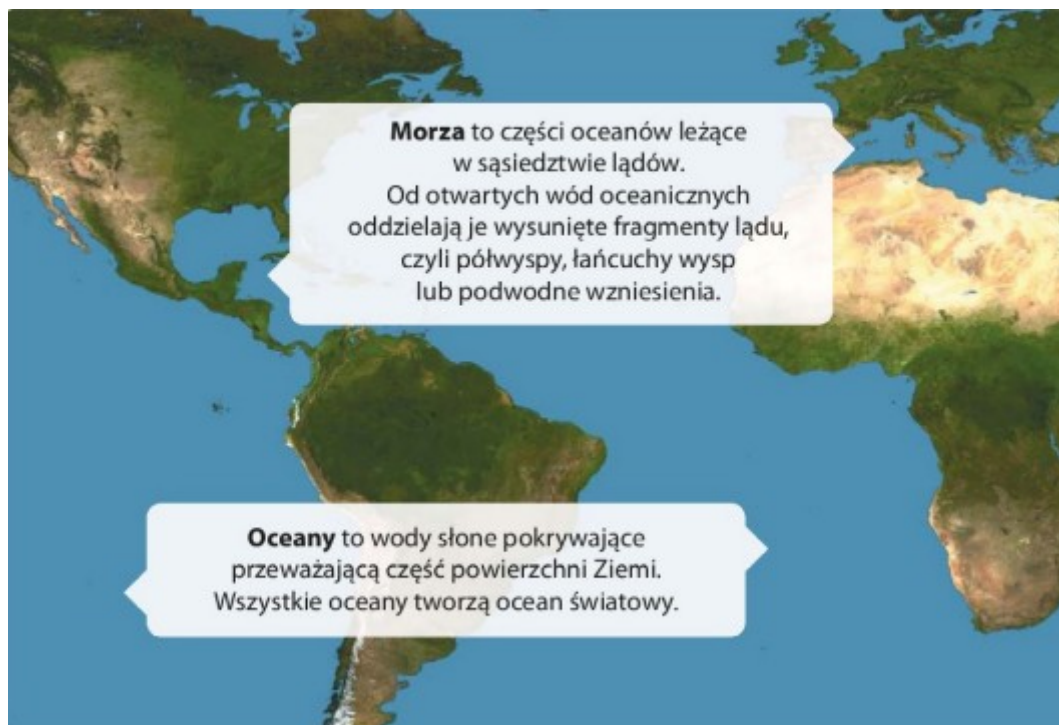 Morza to części oceanów leżące
w sąsiedztwie lądów.
Od otwartych wód oceanicznych
oddzielają je wysunięte fragmenty lądu,
czyli półwyspy, łańcuchy wysp
lub podwodne wzniesienia.
Oceany to wody słone pokrywające
przeważającą część powierzchni Ziemi.
Wszystkie oceany tworzą ocean światowy.